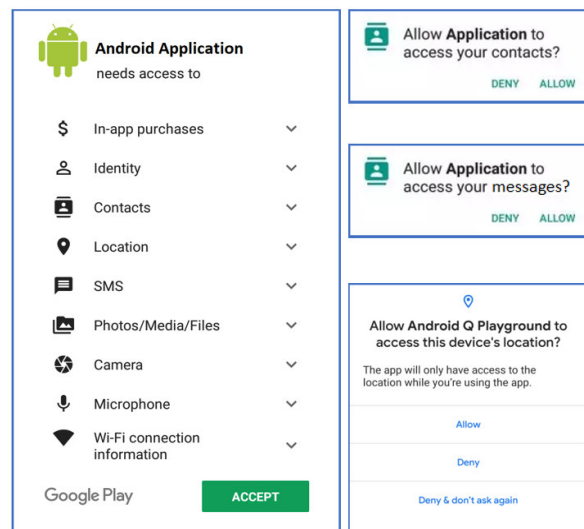 Android Application
needs access to
In-app purchases
Identity
Contacts
Location
SMS
Photos/Media/Files
Camera
Microphone
Wi-Fi connection
information
Google Play
ACCEPT
Allow Application to
access your contacts?
DENY ALLOW
Allow Application to
access your messages?
DENY ALLOW
Allow Android Q Playground to
access this device's location?
The app will only have access to the
location while you're using the app.
Allow
Deny
Deny & don't ask again